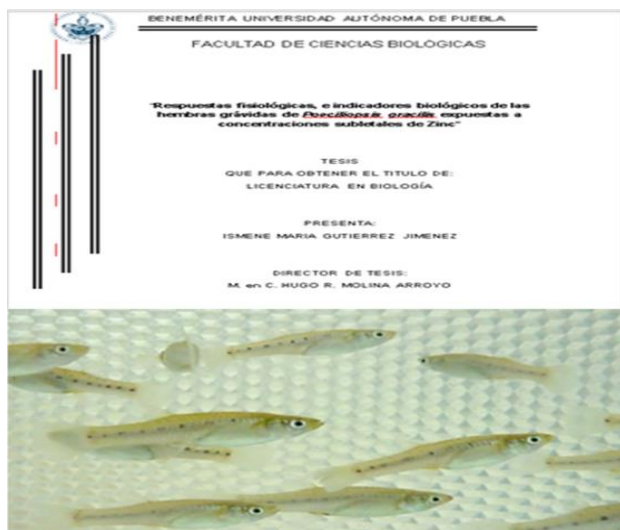 BENEMÉRITA UNIVERSIDAD AUTÓNOMA DE PUEBLA
FACULTAD DE CIENCIAS BIOLÓGICAS
"Respuestas fisiológicas, e indicadores biológicos de las
hembras grávidas de Poeciliopsis gracilis expuestas a
concentraciones subletales de Zinc"
TESIS
QUE PARA OBTENER EL TITULO DE:
LICENCIATURA EN BIOLOGÍA
PRESENTA:
ISMENE MARIA GUTIERREZ JIMENEZ
DIRECTOR DE TESIS:
M. en C. HUGO R. MOLINA ARROYO